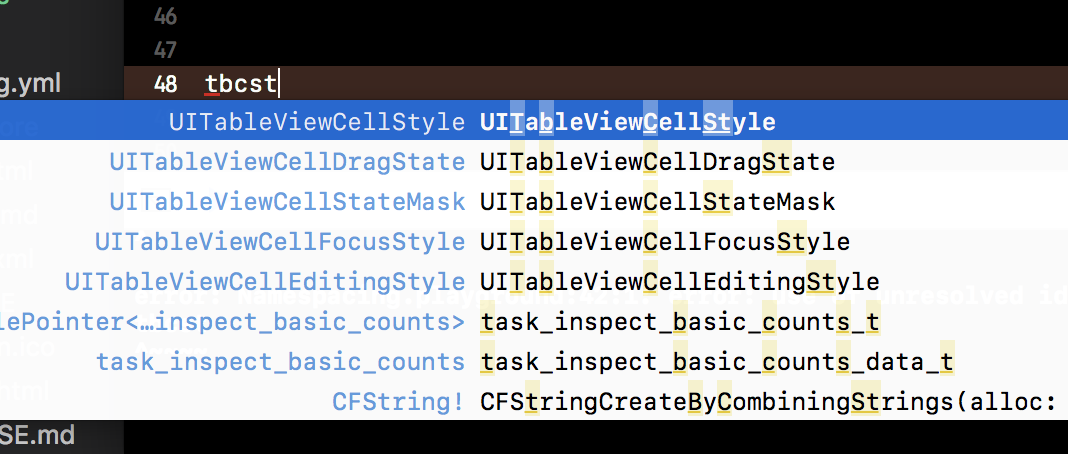 46
47
g.yml
48 tbcst
UITableViewCellStyle UITableViewCellStyle
UITableViewCellDragState UITableViewCellDragState
UITableViewCellStateMask UITableViewCellStateMask
UITableViewCellFocusStyle UITableViewCellFocusStyle
UITableViewCellEditingStyle UITableViewCellEditingStyle
lePointer<…inspect_basic_counts> task_inspect_basic_counts_t
task_inspect_basic_counts task_inspect_basic_counts_data_t
CFString! CFStringCreateByCombiningStrings(alloc:
SE.md